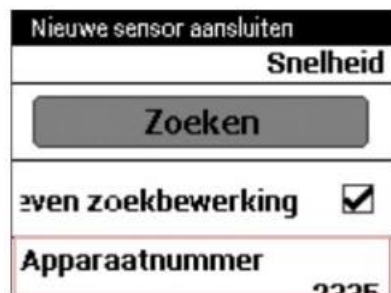 Nieuwe sensor aansluiten
Snelheid
Zoeken
zoekbewerking
Apparaatnummer